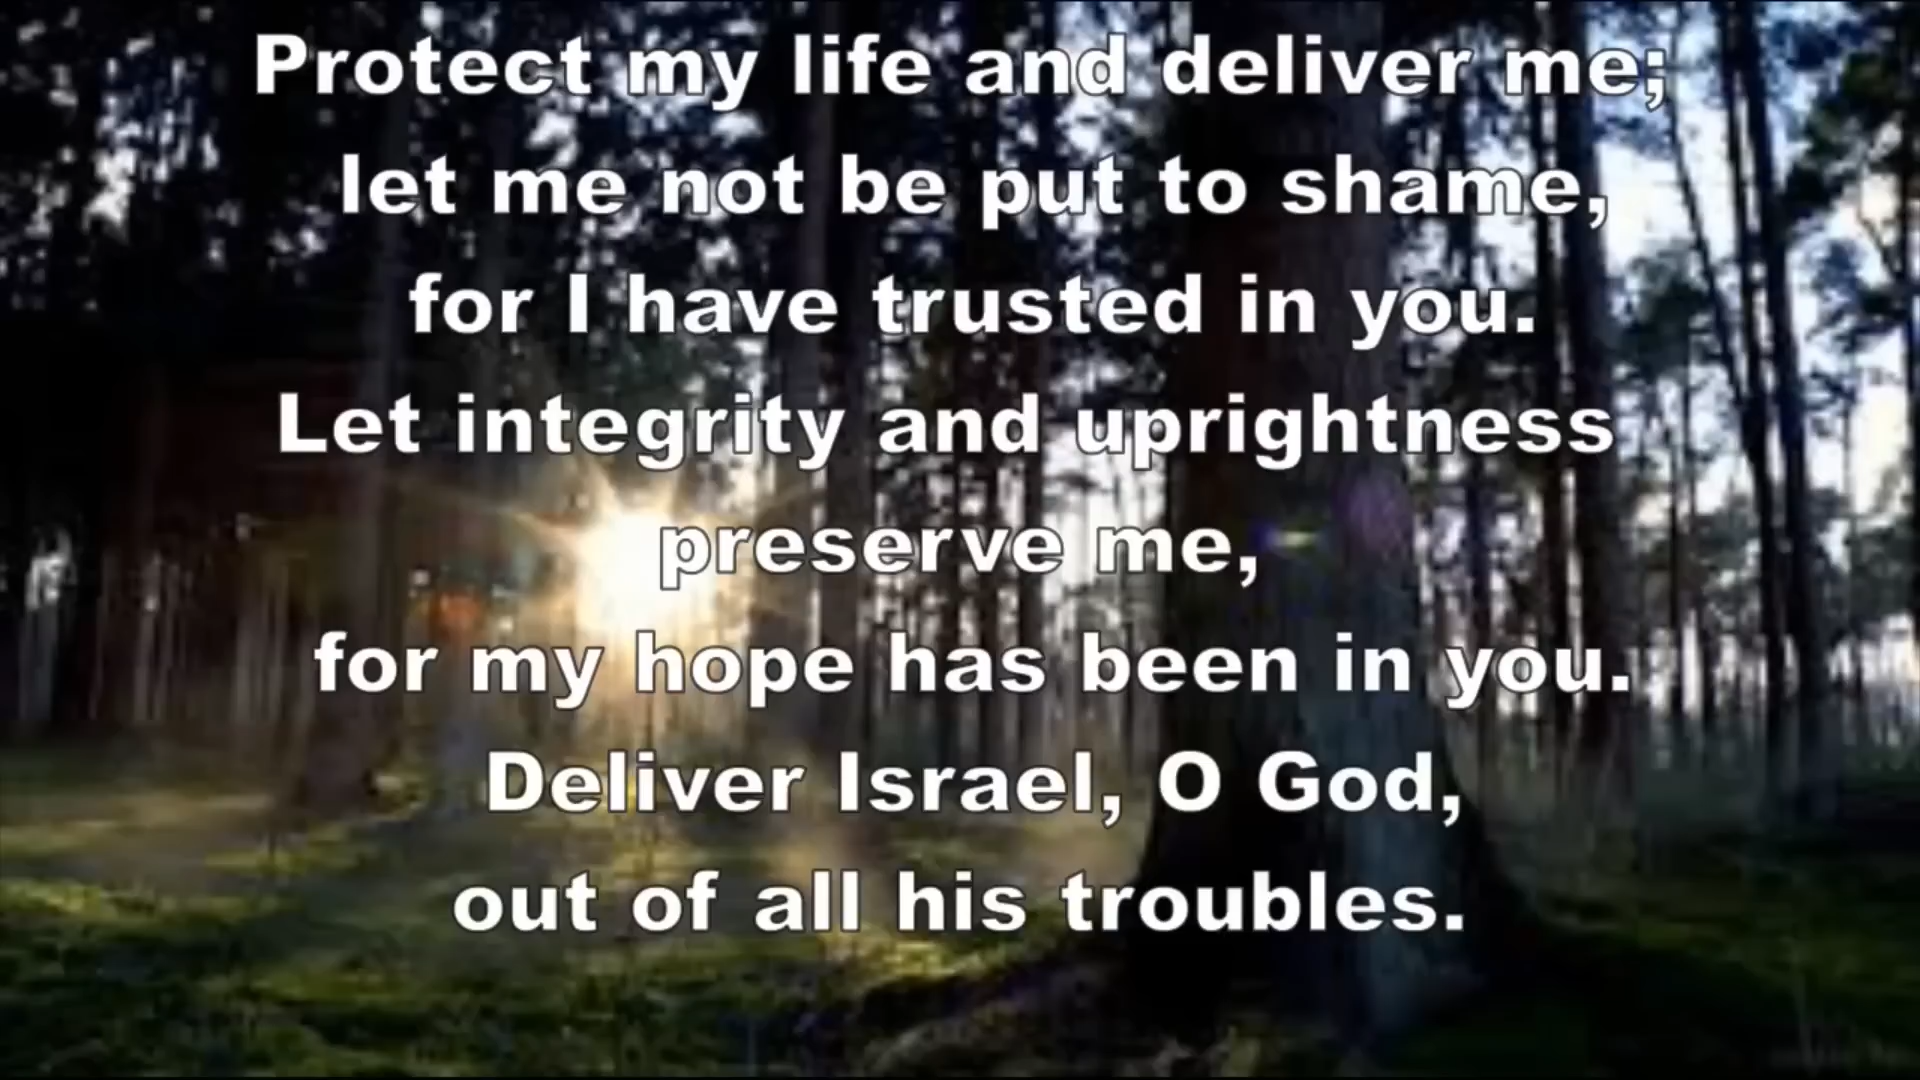 Protect my life and deliver me;
let me not be put to shame,
for I have trusted in you.
Let integrity and uprightness
preserve me,
for my hope has been in you.
Deliver Israel, O God,
out of all his troubles.